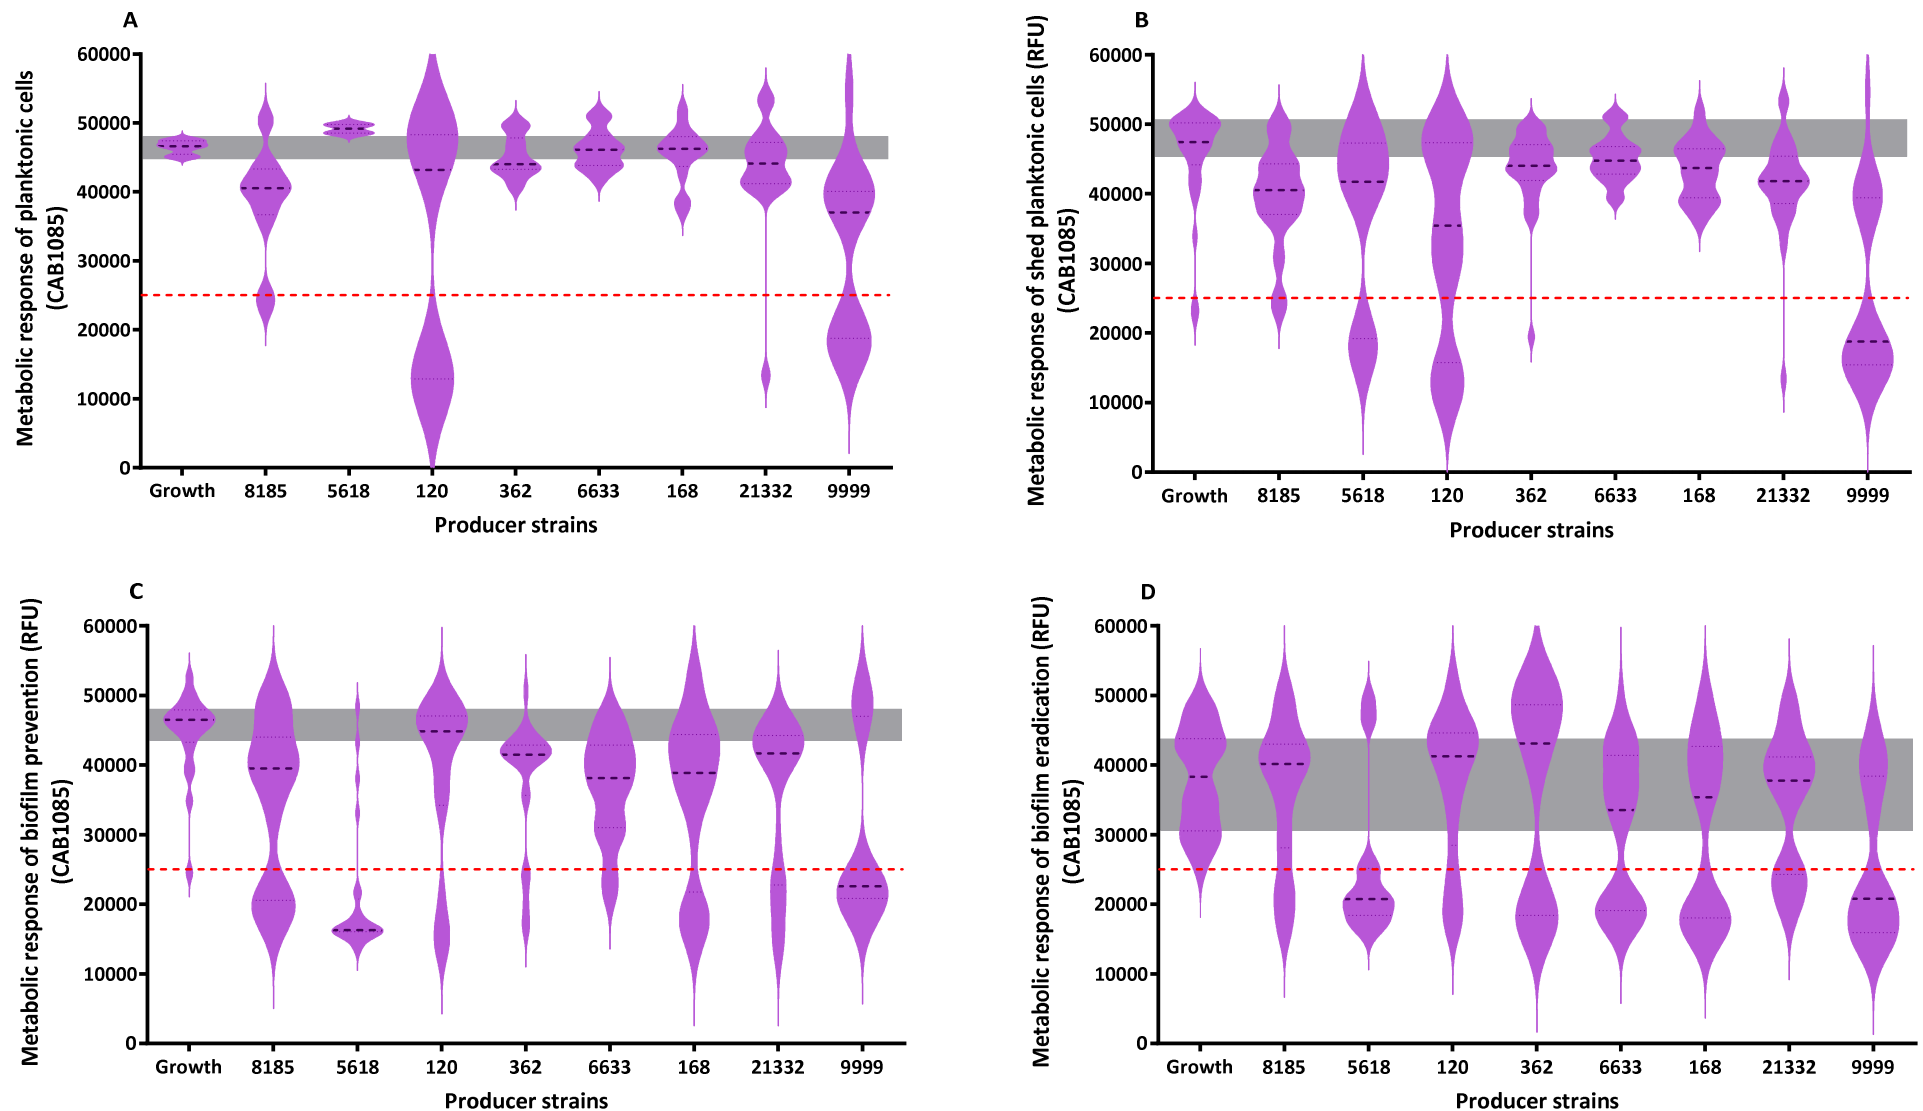 A
Metabolic response of planktonic cells
(CAB1085)
60000
50000
40000
30000
20000
10000
0
Growth 8185 5618 120 362 6633 168 21332 9999
Producer strains
B
Metabolic response of shed planktonic cells (RFU)
(CAB1085)
60000
50000
40000
30000
20000
10000
0
Growth 8185 5618 120 362 6633 168 21332 9999
Producer strains
C
Metabolic response of biofilm prevention (RFU)
(CAB1085)
60000
50000
40000
30000
20000
10000
0
Growth 8185 5618 120 362 6633 168 21332 9999
Producer strains
D
Metabolic response of biofilm eradication (RFU)
(CAB1085)
60000
50000
40000
30000
20000
10000
0
Growth 8185 5618 120 362 6633 168 21332 9999
Producer strains